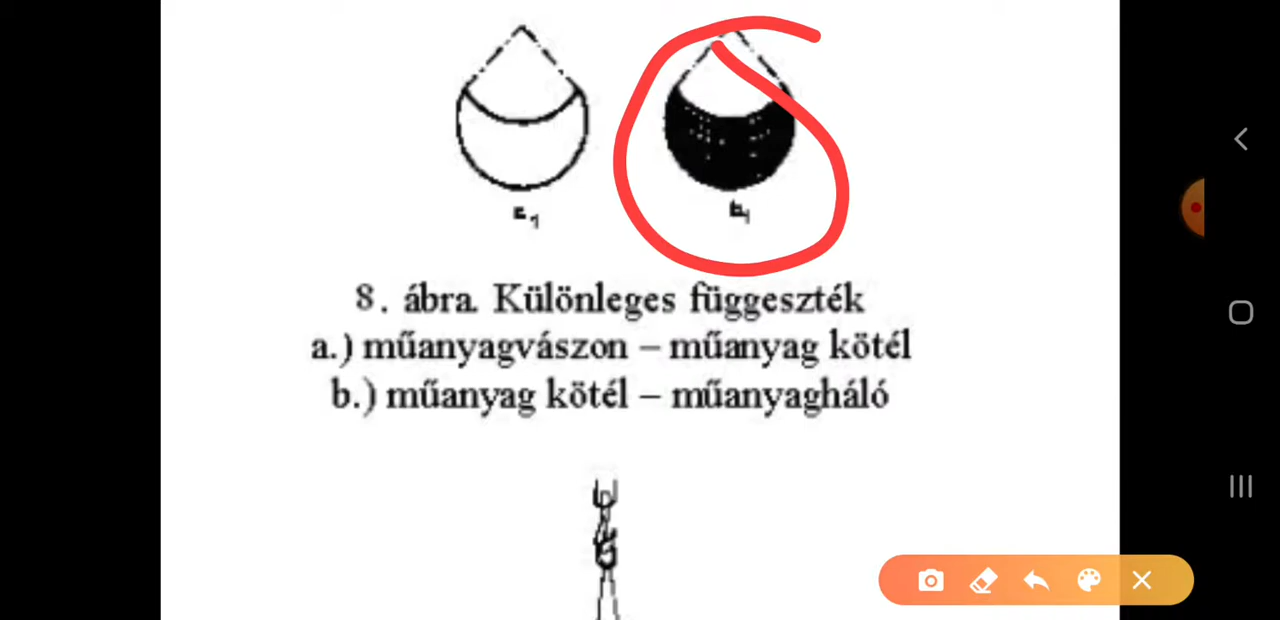 8. ábra. Különleges függeszték
a.) műanyagvászon – műanyag kötél
b.) műanyag kötél – műanyagháló